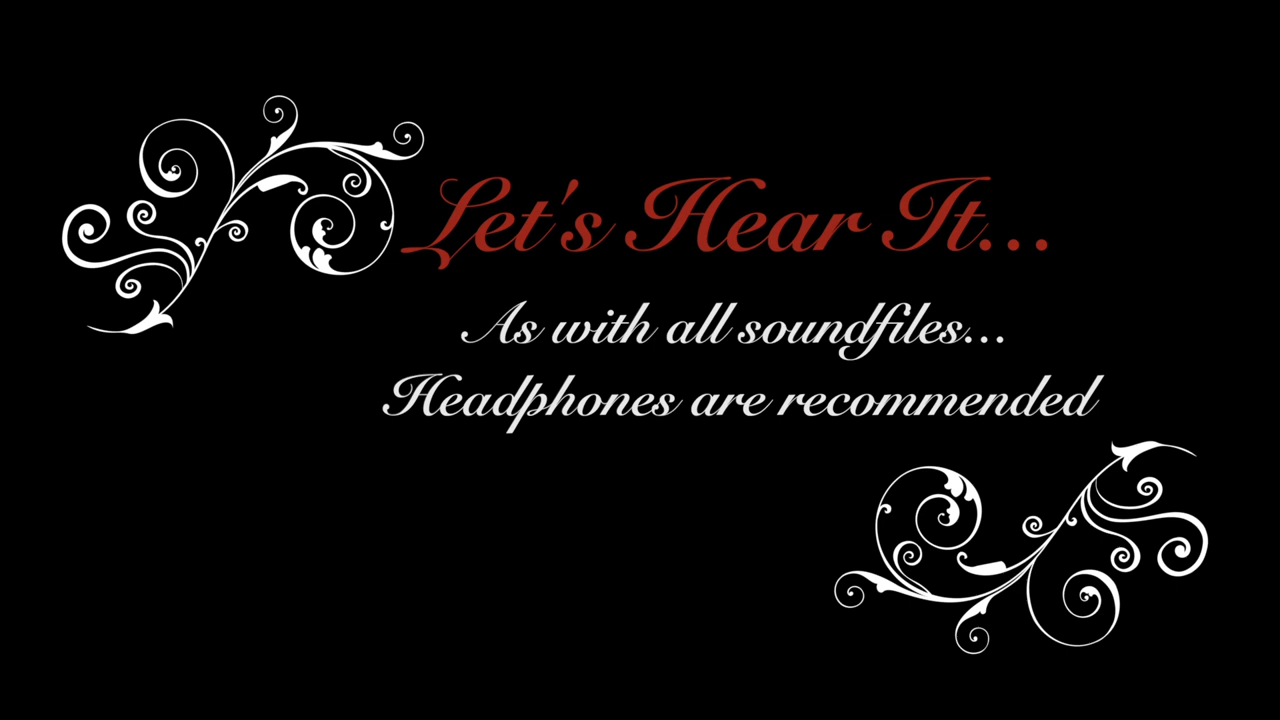 Let's Hear It...
As with all soundfiles...
Headphones are recommended